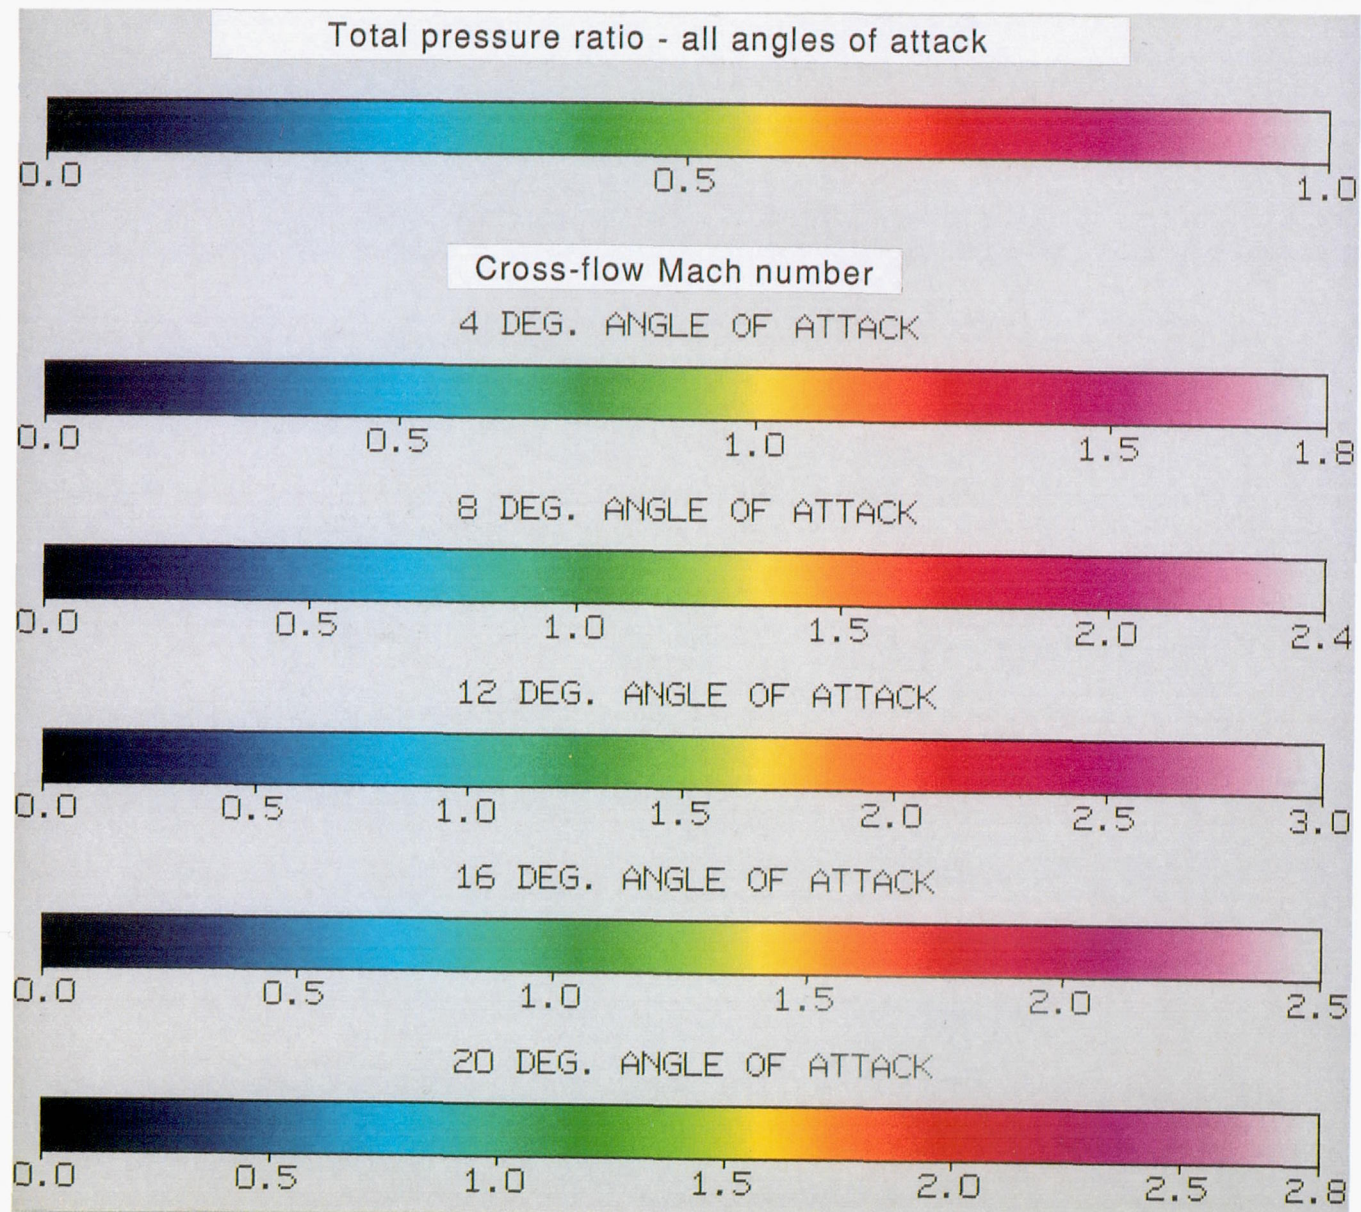 Total pressure ratio - all angles of attack
0.0 0.5 1.0
Cross-flow Mach number
4 DEG. ANGLE OF ATTACK
0.0 0.5 1.0 1.5 1.8
8 DEG. ANGLE OF ATTACK
0.0 0.5 1.0 1.5 2.0 2.4
12 DEG. ANGLE OF ATTACK
0.0 0.5 1.0 1.5 2.0 2.5 3.0
16 DEG. ANGLE OF ATTACK
0.0 0.5 1.0 1.5 2.0 2.5
20 DEG. ANGLE OF ATTACK
0.0 0.5 1.0 1.5 2.0 2.5 2.8